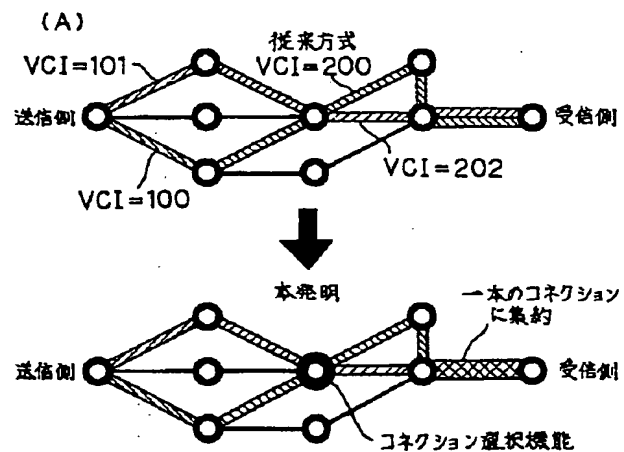 (A)
従来方式
VCI=101
VCI=200
送信側
受信側
VCI=202
VCI=100
本発明
一本のコネクション
に集約
送信側
受信側
コネクション選択機能